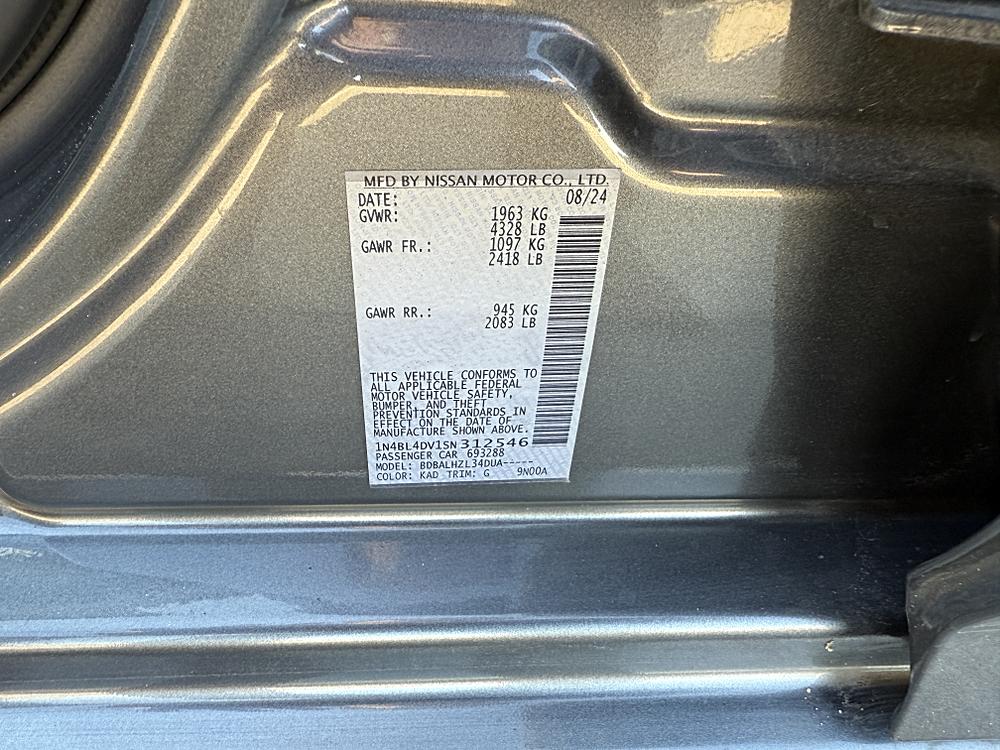 MFD BY NISSAN MOTOR CO., LTD.
DATE: 08/24
GVWR: 1963 KG
4328 LB
GAWR FR.: 1097 KG
2418 LB
GAWR RR.: 945 KG
2083 LB
THIS VEHICLE CONFORMS TO
ALL APPLICABLE FEDERAL
MOTOR VEHICLE SAFETY,
BUMPER, AND THEFT
PREVENTION STANDARDS IN
EFFECT ON THE DATE OF
MANUFACTURE SHOWN ABOVE.
1N4BL4DV1SN312546
PASSENGER CAR 693288
MODEL: BDBALHZL34DUA-----
COLOR: KAD TRIM: G 9N00A